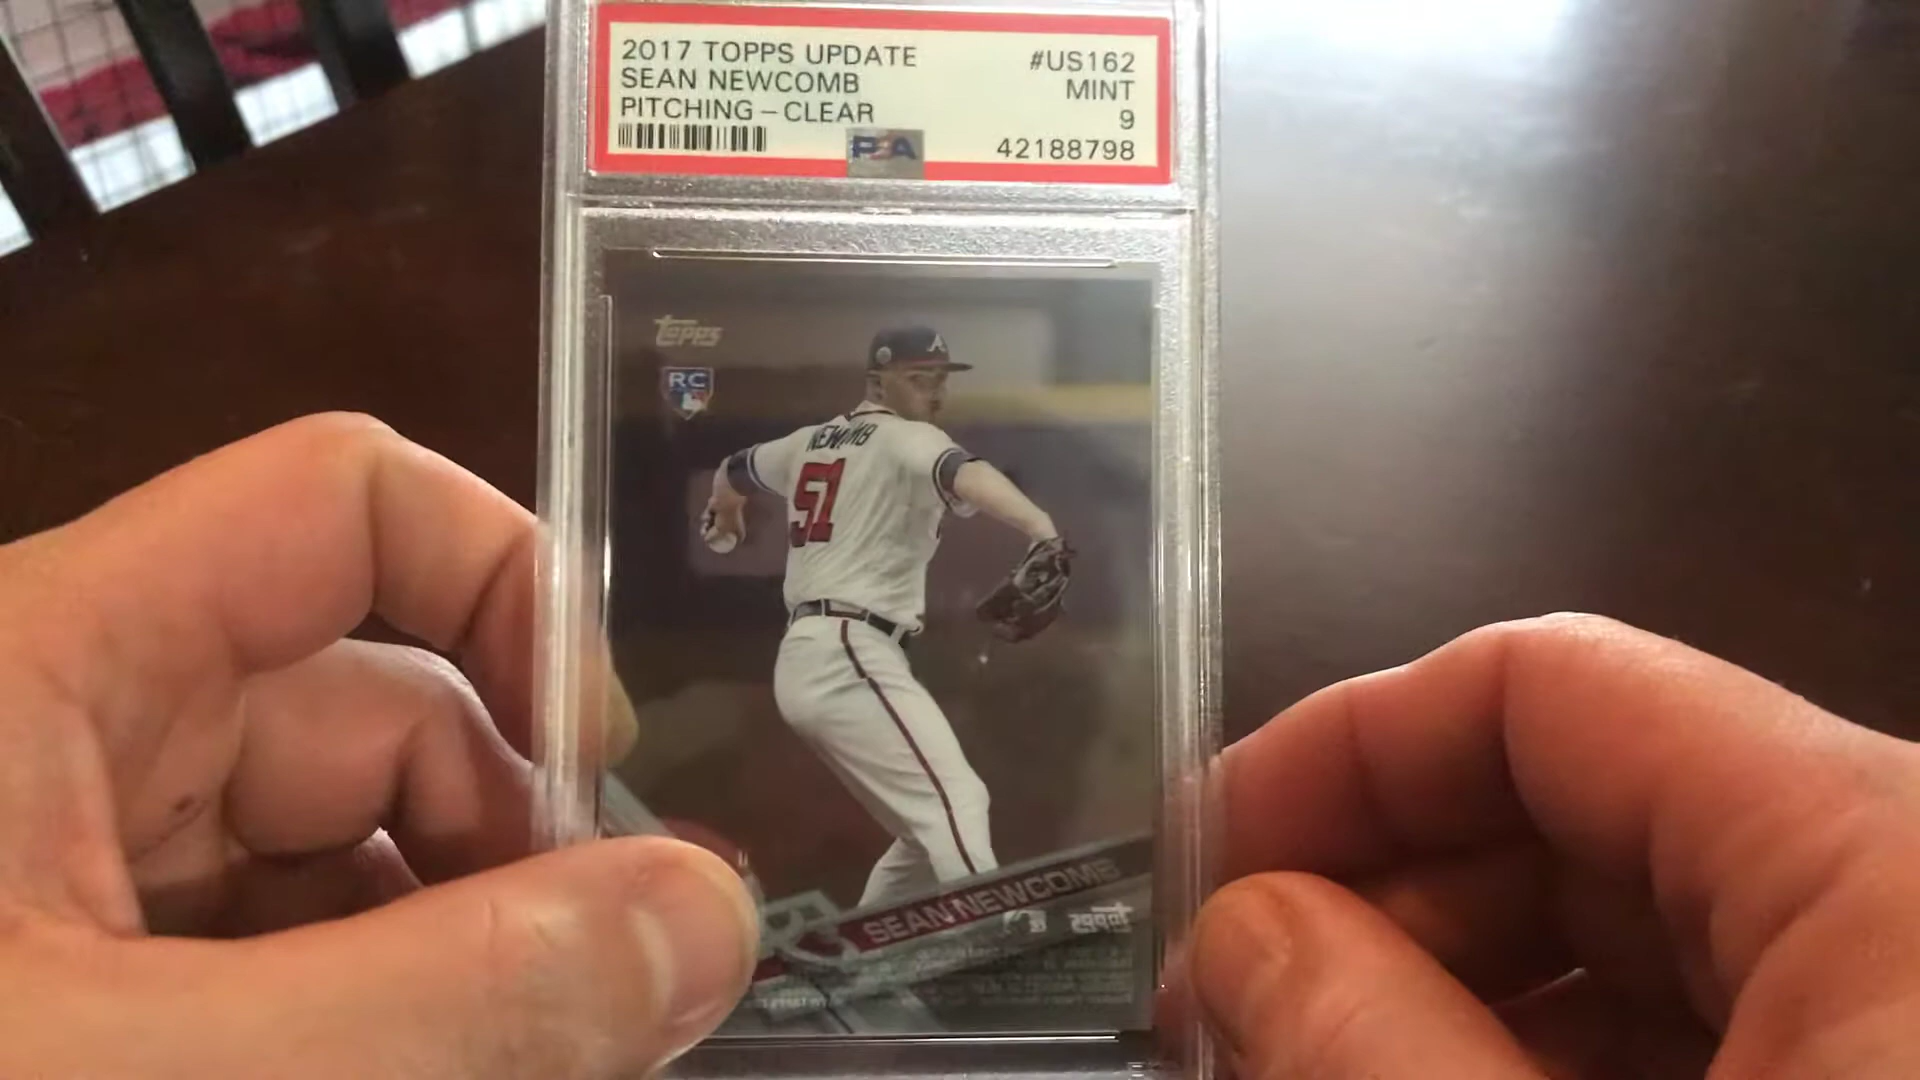 2017 TOPPS UPDATE #US162
SEAN NEWCOMB MINT
PITCHING – CLEAR 9
PSA 42188798
Topps
RC
A
NEWCOMB
51
SEAN NEWCOMB
Topps